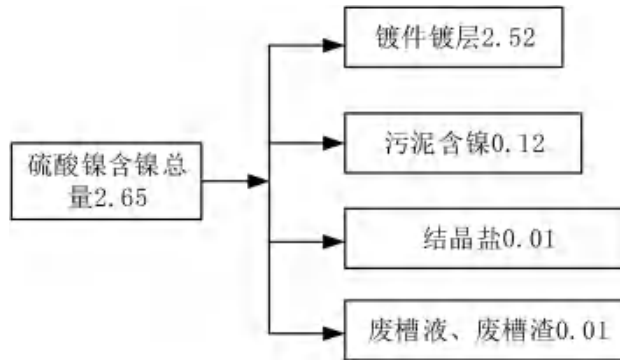 镀件镀层2.52
污泥含镍0.12
硫酸镍含镍总
量2.65
结晶盐0.01
废槽液、废槽渣0.01